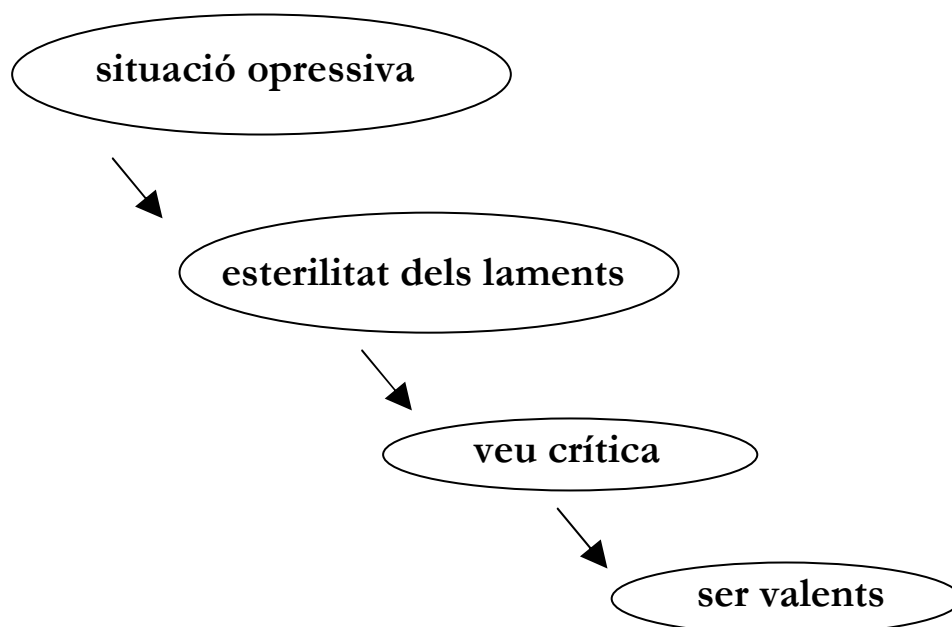 situació opressiva
esterilitat dels laments
veu crítica
ser valents